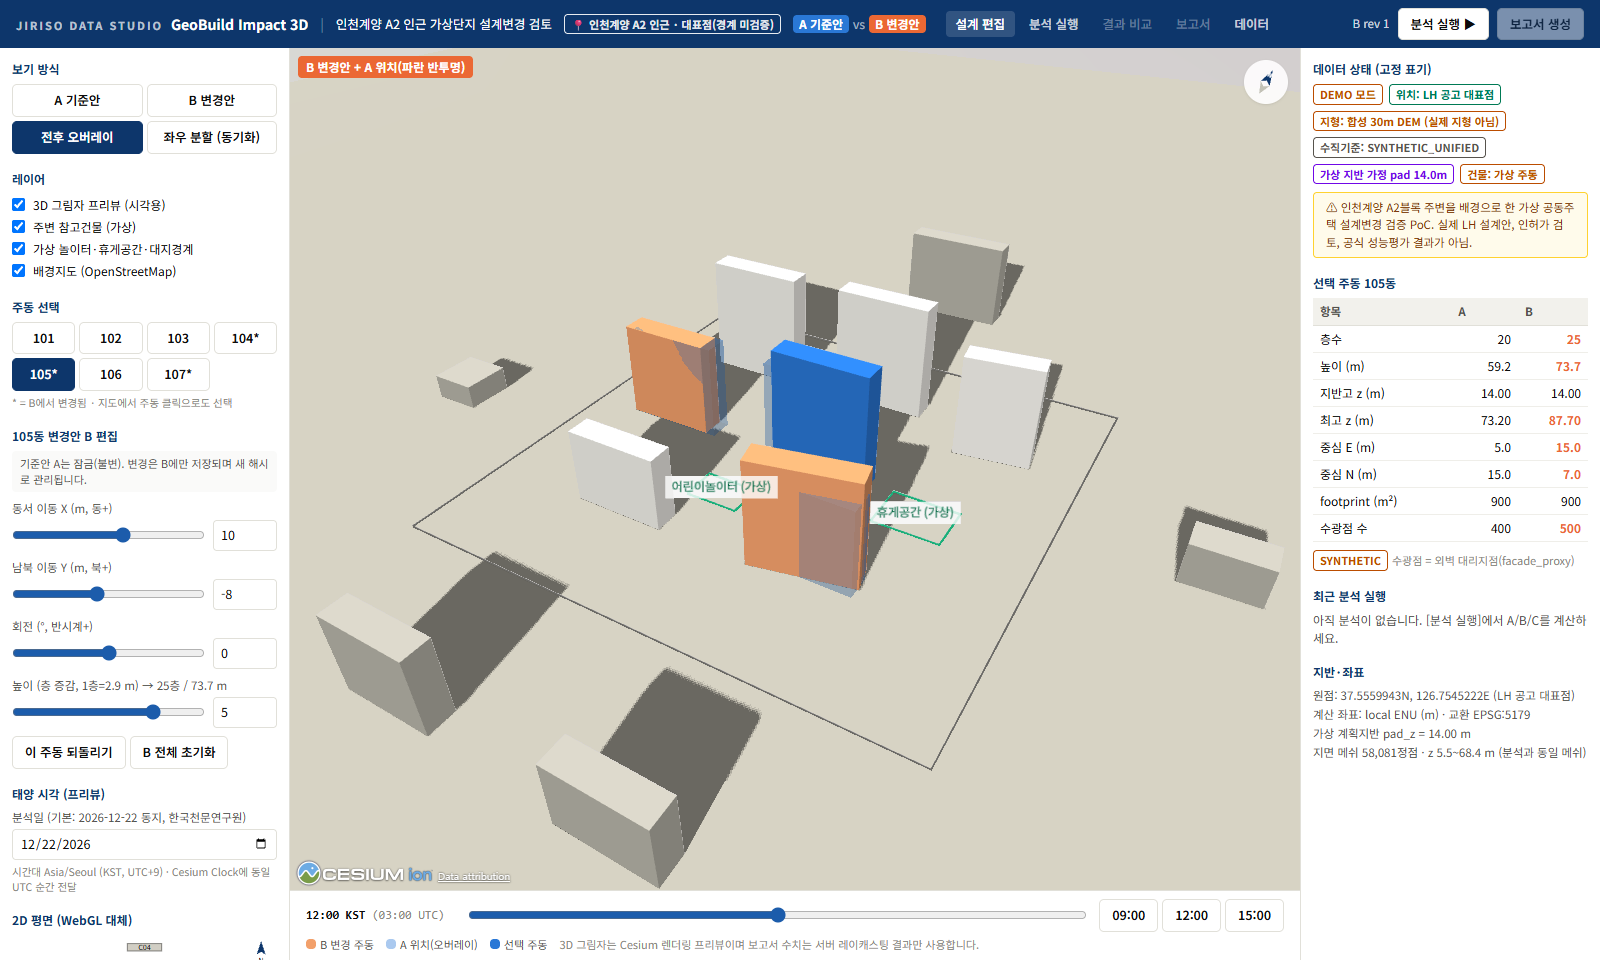 JIRISO DATA STUDIO GeoBuild Impact 3D | 인천계양 A2 인근 가상단지 설계변경 검토
📍 인천계양 A2 인근 · 대표점(경계 미검증)
A 기준안 vs B 변경안
설계 편집 분석 실행 결과 비교 보고서 데이터
B rev 1 분석 실행 ▶ 보고서 생성
보기 방식
A 기준안 B 변경안
전후 오버레이 좌우 분할 (동기화)
레이어
3D 그림자 프리뷰 (시각용)
주변 참고건물 (가상)
가상 놀이터·휴게공간·대지경계
배경지도 (OpenStreetMap)
주동 선택
101 102 103 104*
105* 106 107*
* = B에서 변경됨 · 지도에서 주동 클릭으로도 선택
105동 변경안 B 편집
기준안 A는 잠금(불변). 변경은 B에만 저장되며 새 해시
로 관리됩니다.
동서 이동 X (m, 동+)
10
남북 이동 Y (m, 북+)
-8
회전 (°, 반시계+)
0
높이 (층 증감, 1층=2.9 m) → 25층 / 73.7 m
5
이 주동 되돌리기 B 전체 초기화
태양 시각 (프리뷰)
분석일 (기본: 2026-12-22 동지, 한국천문연구원)
12/22/2026
시간대 Asia/Seoul (KST, UTC+9) · Cesium Clock에 동일
UTC 순간 전달
2D 평면 (WebGL 대체)
C04
B 변경안 + A 위치(파란 반투명)
어린이놀이터 (가상)
휴게공간 (가상)
CESIUM ion Data attribution
12:00 KST (03:00 UTC)
09:00 12:00 15:00
B 변경 주동 A 위치(오버레이) 선택 주동 3D 그림자는 Cesium 렌더링 프리뷰이며 보고서 수치는 서버 레이캐스팅 결과만 사용합니다.
데이터 상태 (고정 표기)
DEMO 모드 위치: LH 공고 대표점
지형: 합성 30m DEM (실제 지형 아님)
수직기준: SYNTHETIC_UNIFIED
가상 지반 가정 pad 14.0m 건물: 가상 주동
⚠ 인천계양 A2블록 주변을 배경으로 한 가상 공동주
택 설계변경 검증 PoC. 실제 LH 설계안, 인허가 검
토, 공식 성능평가 결과가 아님.
선택 주동 105동
항목 A B
층수 20 25
높이 (m) 59.2 73.7
지반고 z (m) 14.00 14.00
최고 z (m) 73.20 87.70
중심 E (m) 5.0 15.0
중심 N (m) 15.0 7.0
footprint (m²) 900 900
수광점 수 400 500
SYNTHETIC 수광점 = 외벽 대리지점(facade_proxy)
최근 분석 실행
아직 분석이 없습니다. [분석 실행]에서 A/B/C를 계산하
세요.
지반·좌표
원점: 37.5559943N, 126.7545222E (LH 공고 대표점)
계산 좌표: local ENU (m) · 교환 EPSG:5179
가상 계획지반 pad_z = 14.00 m
지면 메쉬 58,081정점 · z 5.5~68.4 m (분석과 동일 메쉬)